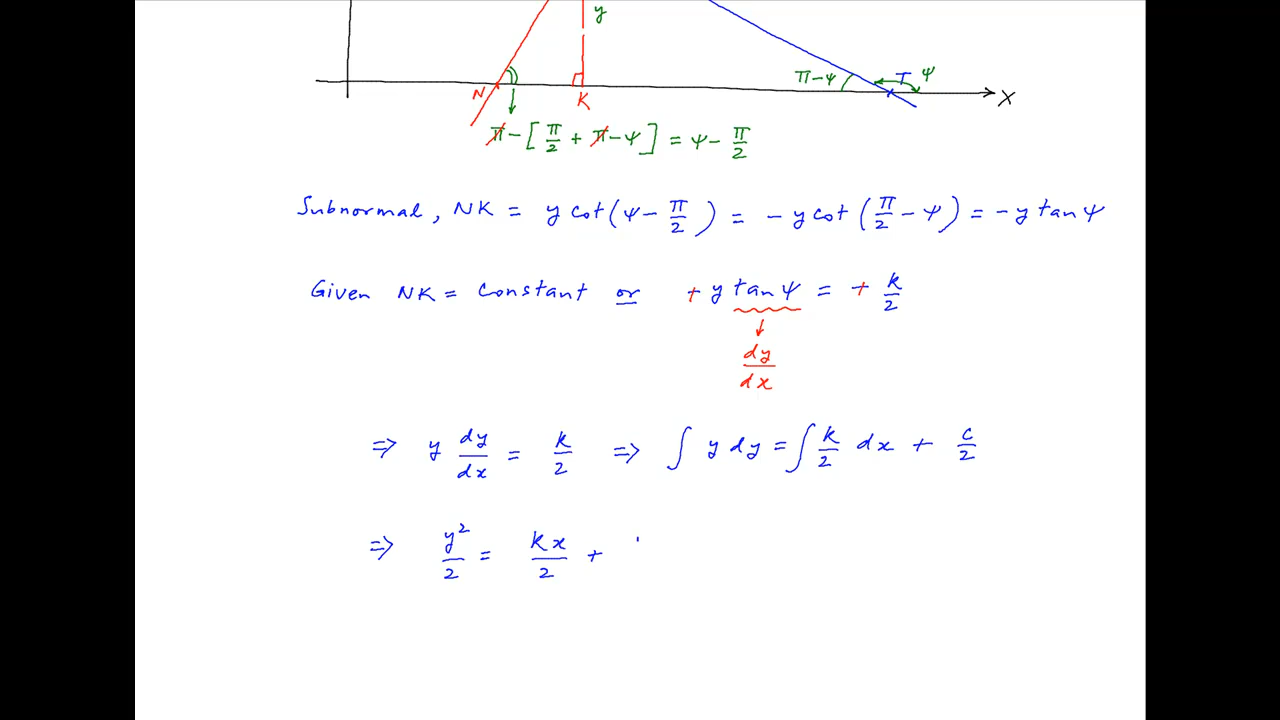 y
π-ψ T ψ
N K X
π - [π/2 + π - ψ] = ψ - π/2
Subnormal, NK = y cot(ψ - π/2) = - y cot(π/2 - ψ) = - y tan ψ
Given NK = constant or + y tan ψ = + k/2
dy/dx
⇒ y dy/dx = k/2 ⇒ ∫ y dy = ∫ k/2 dx + c/2
⇒ y²/2 = kx/2 +